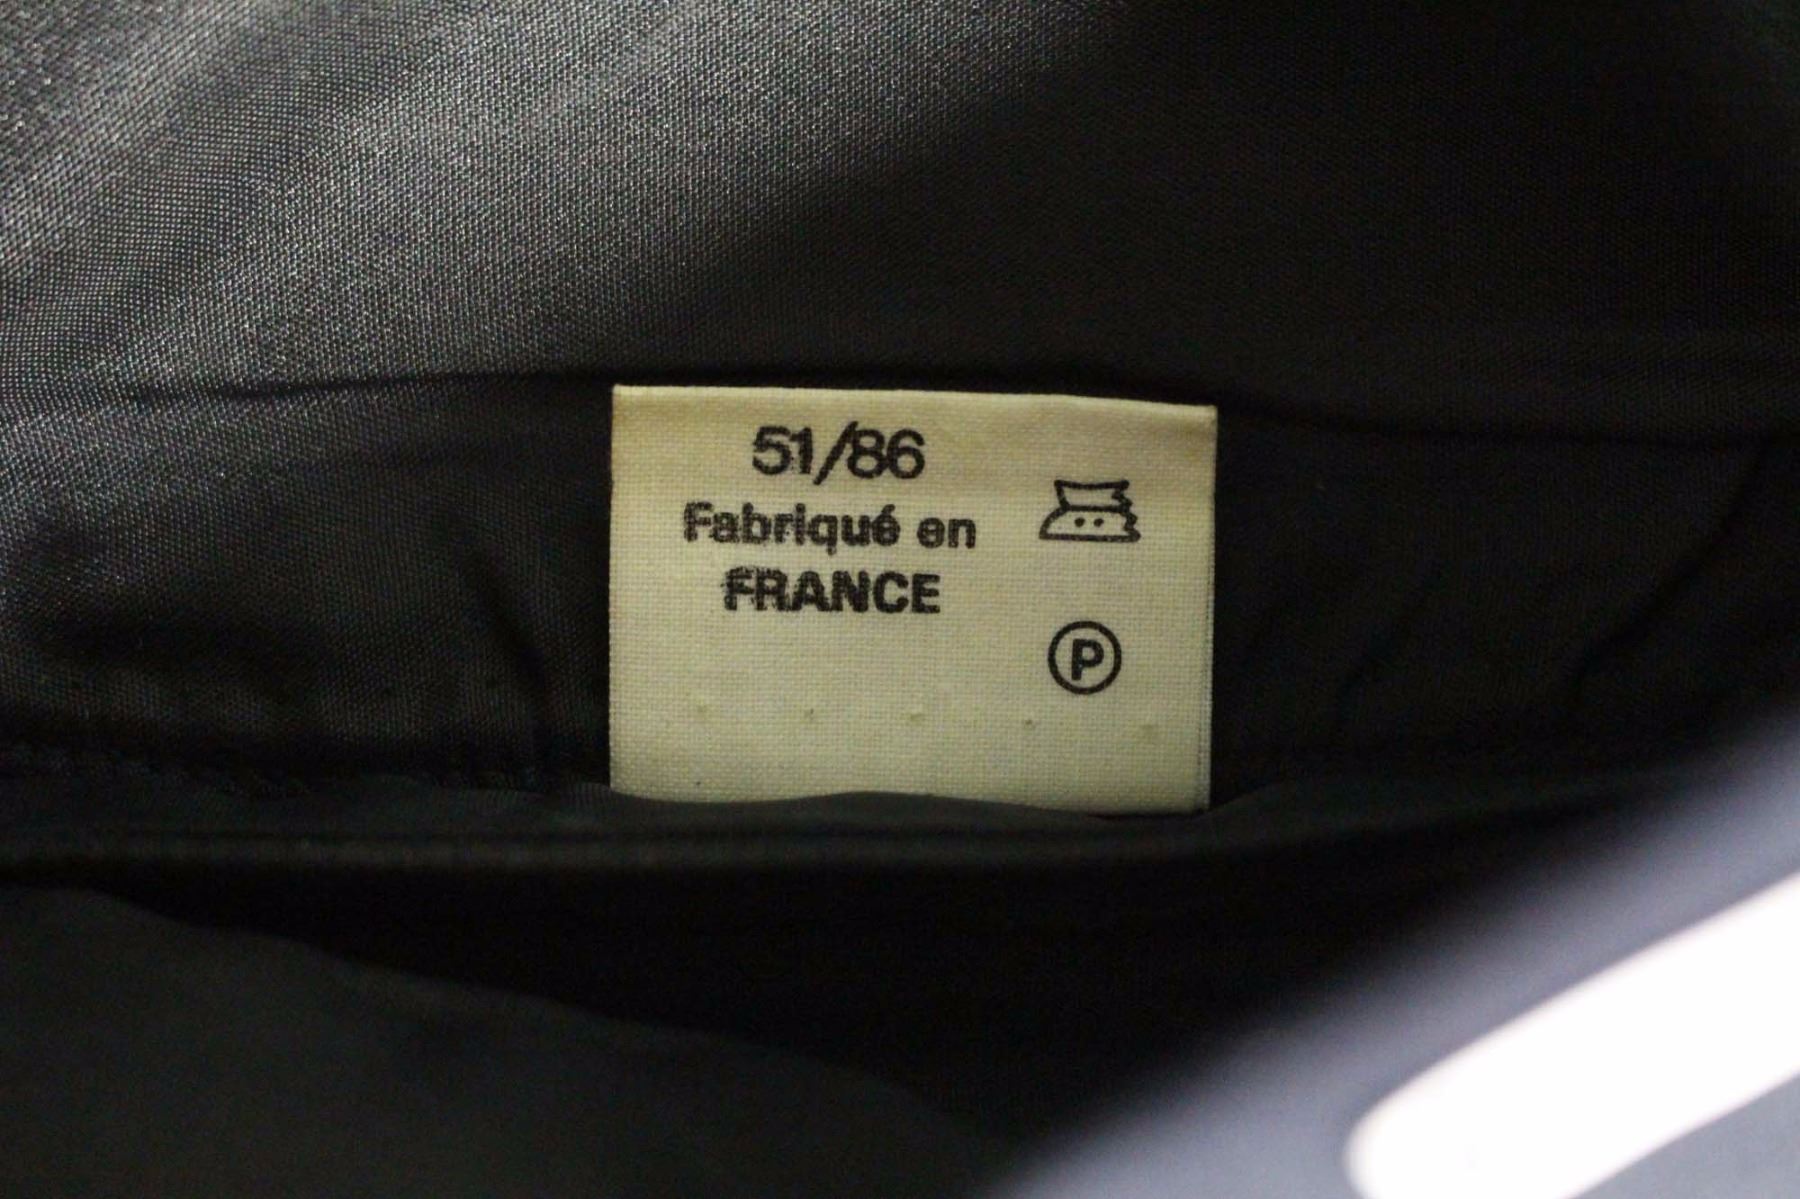 51/86
Fabriqué en
FRANCE
P